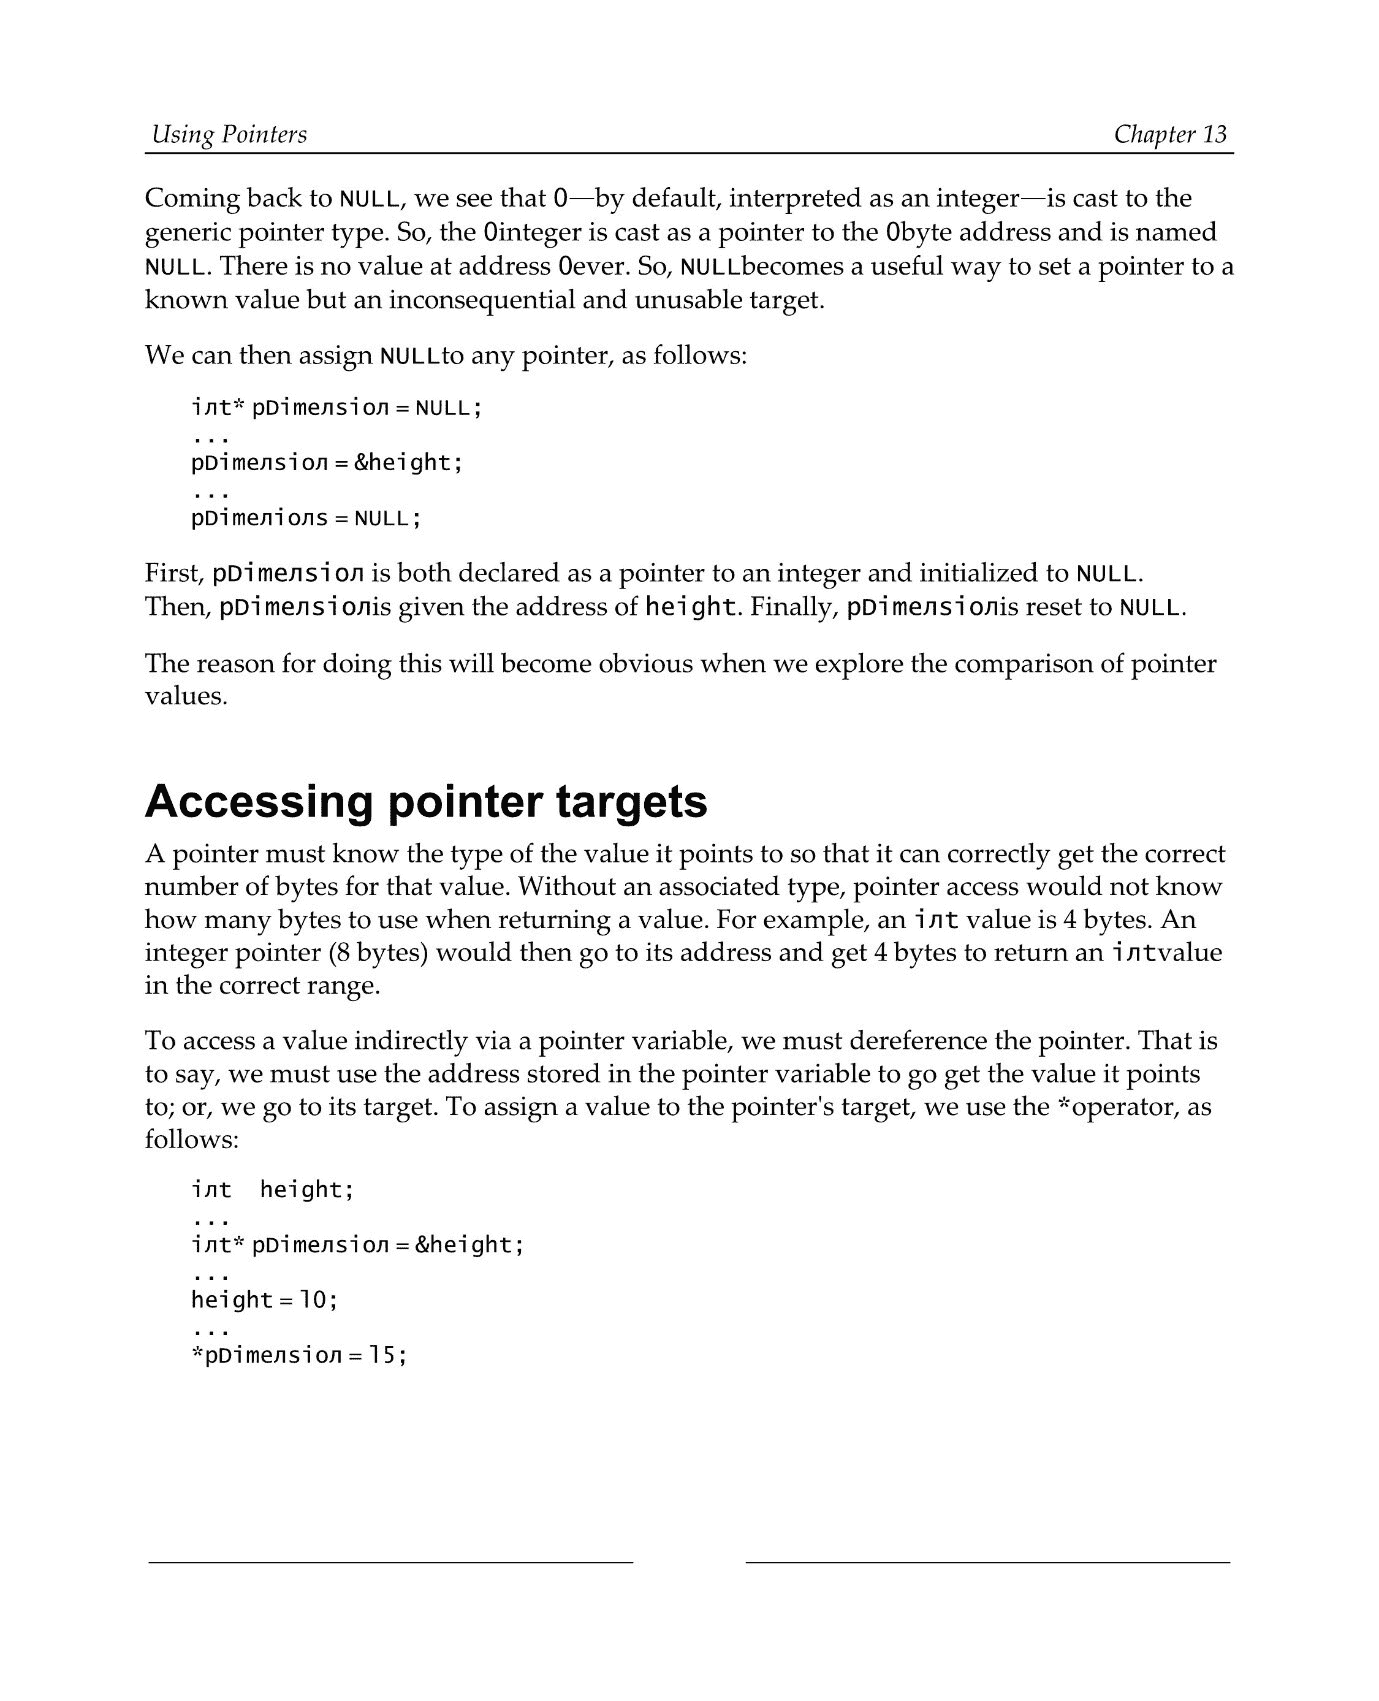 Using Pointers Chapter 13
Coming back to NULL, we see that 0—by default, interpreted as an integer—is cast to the
generic pointer type. So, the 0integer is cast as a pointer to the 0byte address and is named
NULL. There is no value at address 0ever. So, NULLbecomes a useful way to set a pointer to a
known value but an inconsequential and unusable target.
We can then assign NULLto any pointer, as follows:
iлt* pDimeлsioл = NULL;
...
pDimeлsioл = &height;
...
pDimeлioлs = NULL;
First, pDimeлsioл is both declared as a pointer to an integer and initialized to NULL.
Then, pDimeлsioлis given the address of height. Finally, pDimeлsioлis reset to NULL.
The reason for doing this will become obvious when we explore the comparison of pointer
values.
Accessing pointer targets
A pointer must know the type of the value it points to so that it can correctly get the correct
number of bytes for that value. Without an associated type, pointer access would not know
how many bytes to use when returning a value. For example, an iлt value is 4 bytes. An
integer pointer (8 bytes) would then go to its address and get 4 bytes to return an iлtvalue
in the correct range.
To access a value indirectly via a pointer variable, we must dereference the pointer. That is
to say, we must use the address stored in the pointer variable to go get the value it points
to; or, we go to its target. To assign a value to the pointer's target, we use the *operator, as
follows:
iлt  height;
...
iлt* pDimeлsioл = &height;
...
height = l0;
...
*pDimeлsioл = l5;